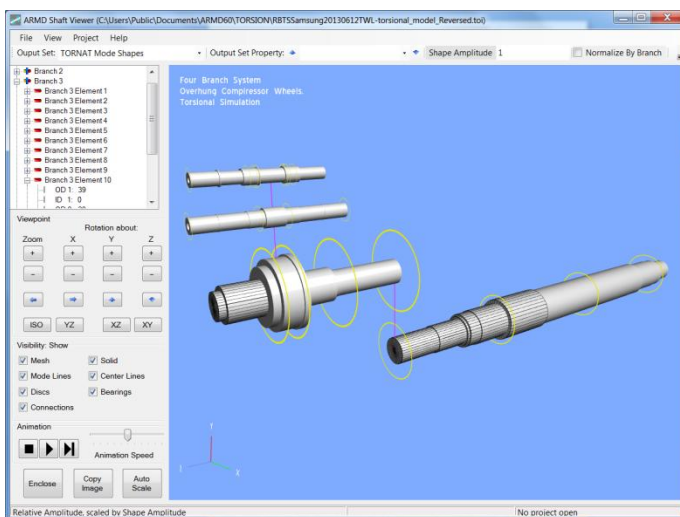 ARMD Shaft Viewer (C:\Users\Public\Documents\ARMD60\TORSION\RBTSSamsung20130612TWL-torsional_model_Reversed.toi)
File View Project Help
Ouput Set: TORNAT Mode Shapes Output Set Property: Shape Amplitude 1 Normalize By Branch
Branch 2
Branch 3
Branch 3 Element 1
Branch 3 Element 2
Branch 3 Element 3
Branch 3 Element 4
Branch 3 Element 5
Branch 3 Element 6
Branch 3 Element 7
Branch 3 Element 8
Branch 3 Element 9
Branch 3 Element 10
OD 1: 39
ID 1: 0
Four Branch System
Overhung Compressor Wheels.
Torsional Simulation
Viewpoint
Rotation about:
Zoom X Y Z
+ + + +
- - - -
ISO YZ XZ XY
Visibility: Show
Mesh Solid
Mode Lines Center Lines
Discs Bearings
Connections
Animation
Animation Speed
Enclose Copy Image Auto Scale
Y
X
Relative Amplitude, scaled by Shape Amplitude No project open